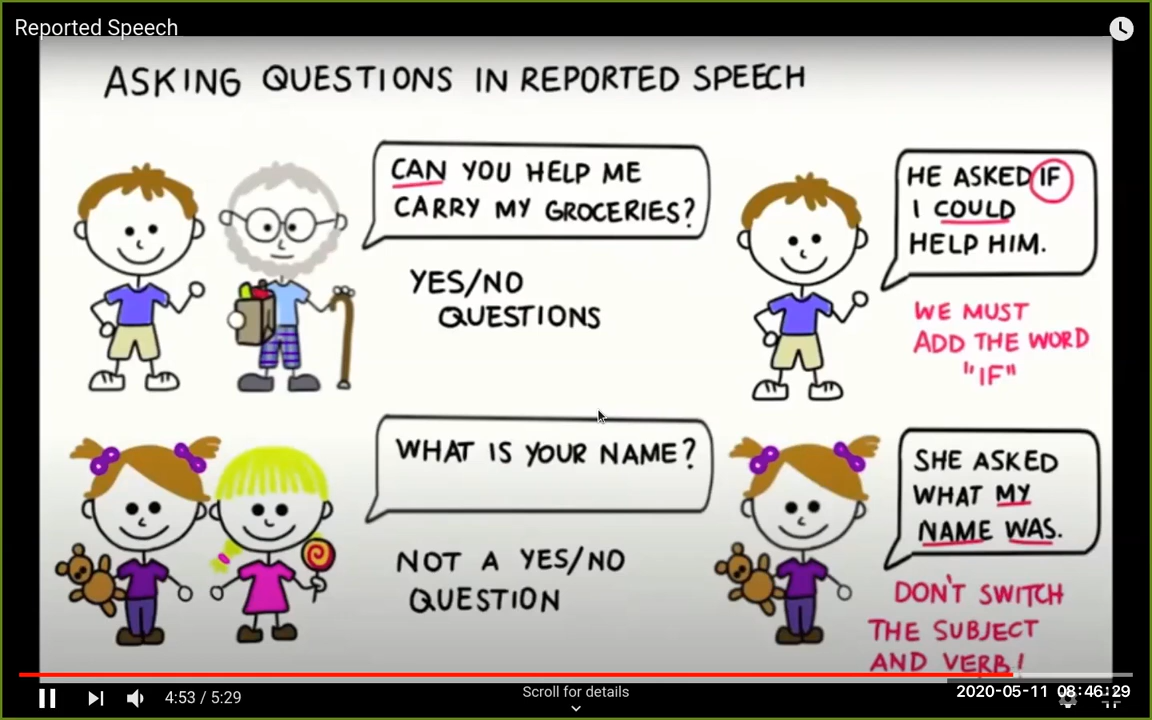 Reported Speech
ASKING QUESTIONS IN REPORTED SPEECH
CAN YOU HELP ME
CARRY MY GROCERIES?
YES/NO
QUESTIONS
HE ASKED IF
I COULD
HELP HIM.
WE MUST
ADD THE WORD
"IF"
WHAT IS YOUR NAME?
NOT A YES/NO
QUESTION
SHE ASKED
WHAT MY
NAME WAS.
DON'T SWITCH
THE SUBJECT
AND VERB!
4:53 / 5:29
Scroll for details
2020-05-11 08:46:29